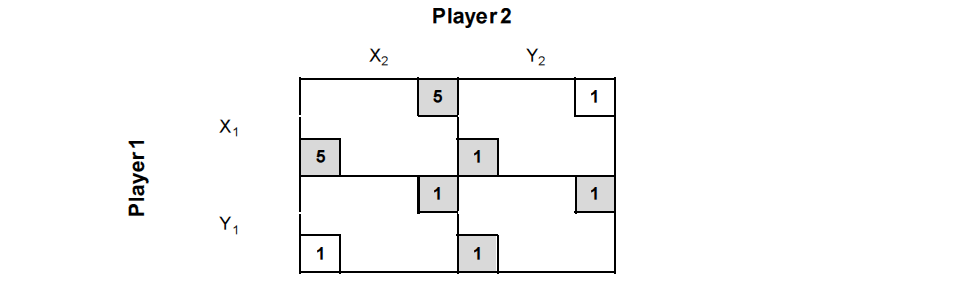 Player 2
X₂ Y₂
5 1
X₁
5 1
Player 1
1 1
Y₁
1 1